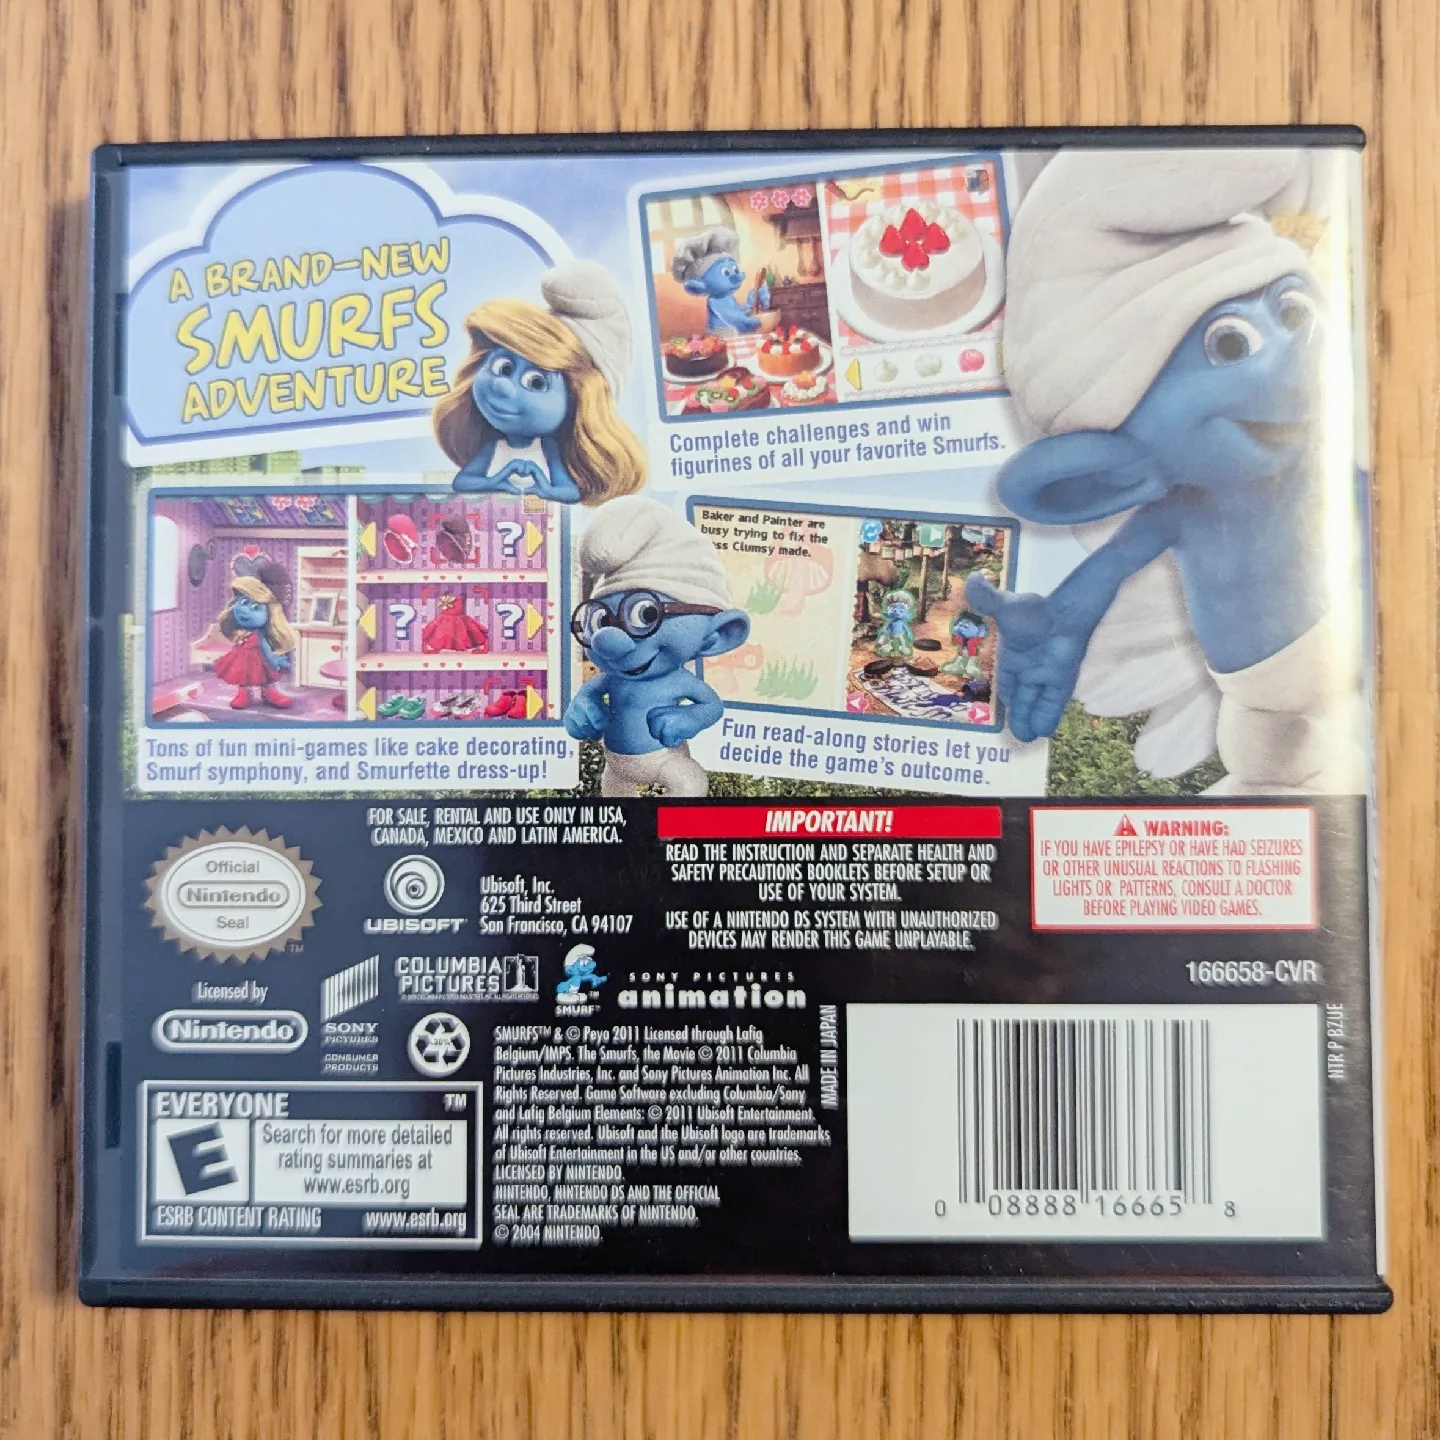 A BRAND-NEW
SMURFS
ADVENTURE
Complete challenges and win
figurines of all your favorite Smurfs.
Baker and Painter are
busy trying to fix the
Clumsy made.
? ? ?
Tons of fun mini-games like cake decorating,
Smurf symphony, and Smurfette dress-up!
Fun read-along stories let you
decide the game's outcome.
FOR SALE, RENTAL AND USE ONLY IN USA,
CANADA, MEXICO AND LATIN AMERICA.
Official
Nintendo
Seal
TM
UBISOFT
Ubisoft, Inc.
625 Third Street
San Francisco, CA 94107
IMPORTANT!
READ THE INSTRUCTION AND SEPARATE HEALTH AND
SAFETY PRECAUTIONS BOOKLETS BEFORE SETUP OR
USE OF YOUR SYSTEM.
USE OF A NINTENDO DS SYSTEM WITH UNAUTHORIZED
DEVICES MAY RENDER THIS GAME UNPLAYABLE.
WARNING:
IF YOU HAVE EPILEPSY OR HAVE HAD SEIZURES
OR OTHER UNUSUAL REACTIONS TO FLASHING
LIGHTS OR PATTERNS, CONSULT A DOCTOR
BEFORE PLAYING VIDEO GAMES.
Licensed by
Nintendo
SONY
PICTURES
CONSUMER
PRODUCTS
COLUMBIA
PICTURES
SMURF™
SONY PICTURES
animation
30%
166658-CVR
SMURFS™ & © Peyo 2011 Licensed through Lafig
Belgium/IMPS. The Smurfs, the Movie © 2011 Columbia
Pictures Industries, Inc. and Sony Pictures Animation Inc. All
Rights Reserved. Game Software excluding Columbia/Sony
and Lafig Belgium Elements: © 2011 Ubisoft Entertainment.
All rights reserved. Ubisoft and the Ubisoft logo are trademarks
of Ubisoft Entertainment in the US and/or other countries.
LICENSED BY NINTENDO.
NINTENDO, NINTENDO DS AND THE OFFICIAL
SEAL ARE TRADEMARKS OF NINTENDO.
© 2004 NINTENDO.
MADE IN JAPAN
NTR P BZUE
EVERYONE
TM
E
Search for more detailed
rating summaries at
www.esrb.org
ESRB CONTENT RATING www.esrb.org
0 08888 16665 8